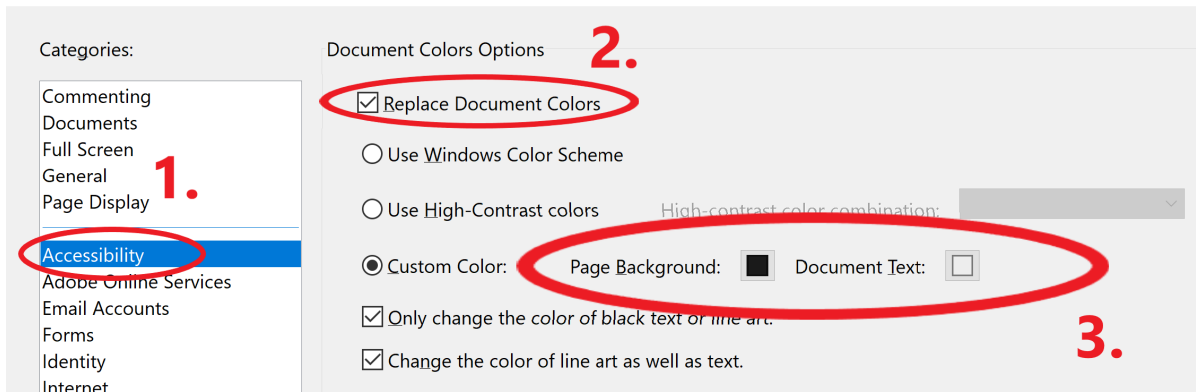 Categories:
Commenting
Documents
Full Screen
General
Page Display
1.
Accessibility
Adobe Online Services
Email Accounts
Forms
Identity
Internet
Document Colors Options
2.
Replace Document Colors
Use Windows Color Scheme
Use High-Contrast colors High-contrast color combination:
Custom Color: Page Background: Document Text:
Only change the color of black text or line art.
3.
Change the color of line art as well as text.